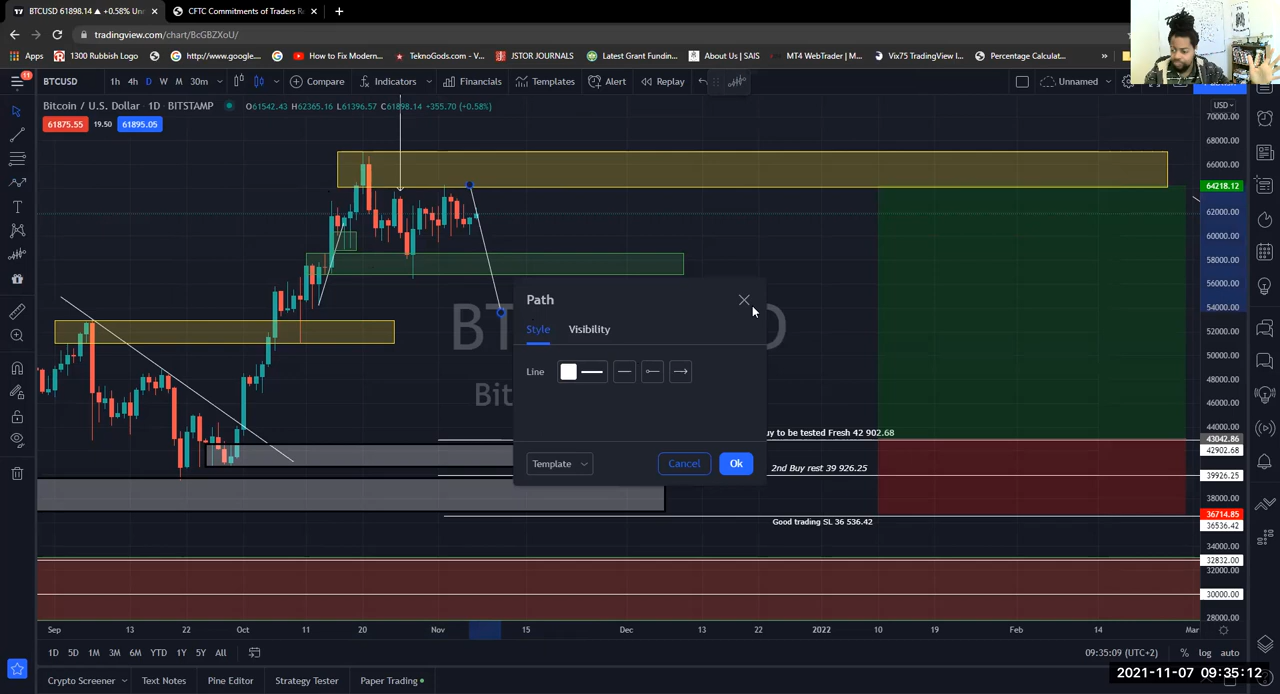 BTCUSD 61898.14 ▲ +0.58% Un
CFTC Commitments of Traders R
tradingview.com/chart/BcGBZXoU/
Apps
1300 Rubbish Logo
http://www.google....
How to Fix Modern...
TeknoGods.com •...
JSTOR JOURNALS
Latest Grant Fundin...
About Us | SAIS
MT4 WebTrader | M...
Vix75 TradingView I...
Percentage Calculat...
»
11
BTCUSD
1h 4h D W M 30m
Compare
Indicators
Financials
Templates
Alert
Replay
Unnamed
Bitcoin / U.S. Dollar · 1D · BITSTAMP
O61542.43 H62365.16 L61396.57 C61898.14 +355.70 (+0.58%)
USD
61875.55 19.50 61895.05
70000.00
68000.00
66000.00
64218.12
62000.00
60000.00
58000.00
56000.00
54000.00
52000.00
50000.00
48000.00
46000.00
44000.00
43042.86
42902.68
39926.25
38000.00
36714.85
36536.42
34000.00
32832.00
32000.00
30000.00
28000.00
Path
Style
Visibility
Line
Template
Cancel
Ok
uy to be tested Fresh 42 902.68
2nd Buy rest 39 926.25
Good trading SL 36 536.42
Sep 13 22 Oct 11 20 Nov 15 Dec 13 22 2022 10 19 Feb 14 Mar
1D 5D 1M 3M 6M YTD 1Y 5Y All
09:35:09 (UTC+2)
% log auto
Crypto Screener
Text Notes
Pine Editor
Strategy Tester
Paper Trading
2021-11-07 09:35:12